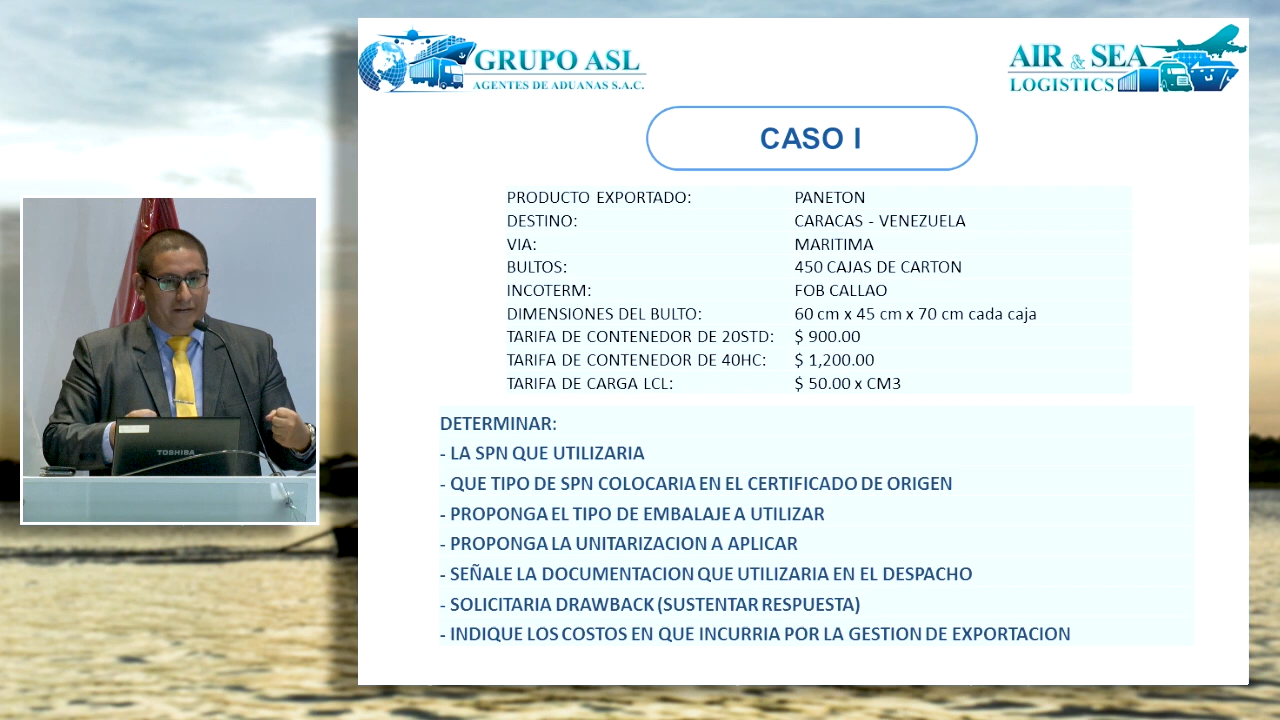 GRUPO ASL
AGENTES DE ADUANAS S.A.C.
AIR & SEA
LOGISTICS
CASO I
PRODUCTO EXPORTADO: PANETON
DESTINO: CARACAS - VENEZUELA
VIA: MARITIMA
BULTOS: 450 CAJAS DE CARTON
INCOTERM: FOB CALLAO
DIMENSIONES DEL BULTO: 60 cm x 45 cm x 70 cm cada caja
TARIFA DE CONTENEDOR DE 20STD: $ 900.00
TARIFA DE CONTENEDOR DE 40HC: $ 1,200.00
TARIFA DE CARGA LCL: $ 50.00 x CM3
DETERMINAR:
- LA SPN QUE UTILIZARIA
- QUE TIPO DE SPN COLOCARIA EN EL CERTIFICADO DE ORIGEN
- PROPONGA EL TIPO DE EMBALAJE A UTILIZAR
- PROPONGA LA UNITARIZACION A APLICAR
- SEÑALE LA DOCUMENTACION QUE UTILIZARIA EN EL DESPACHO
- SOLICITARIA DRAWBACK (SUSTENTAR RESPUESTA)
- INDIQUE LOS COSTOS EN QUE INCURRIA POR LA GESTION DE EXPORTACION
TOSHIBA